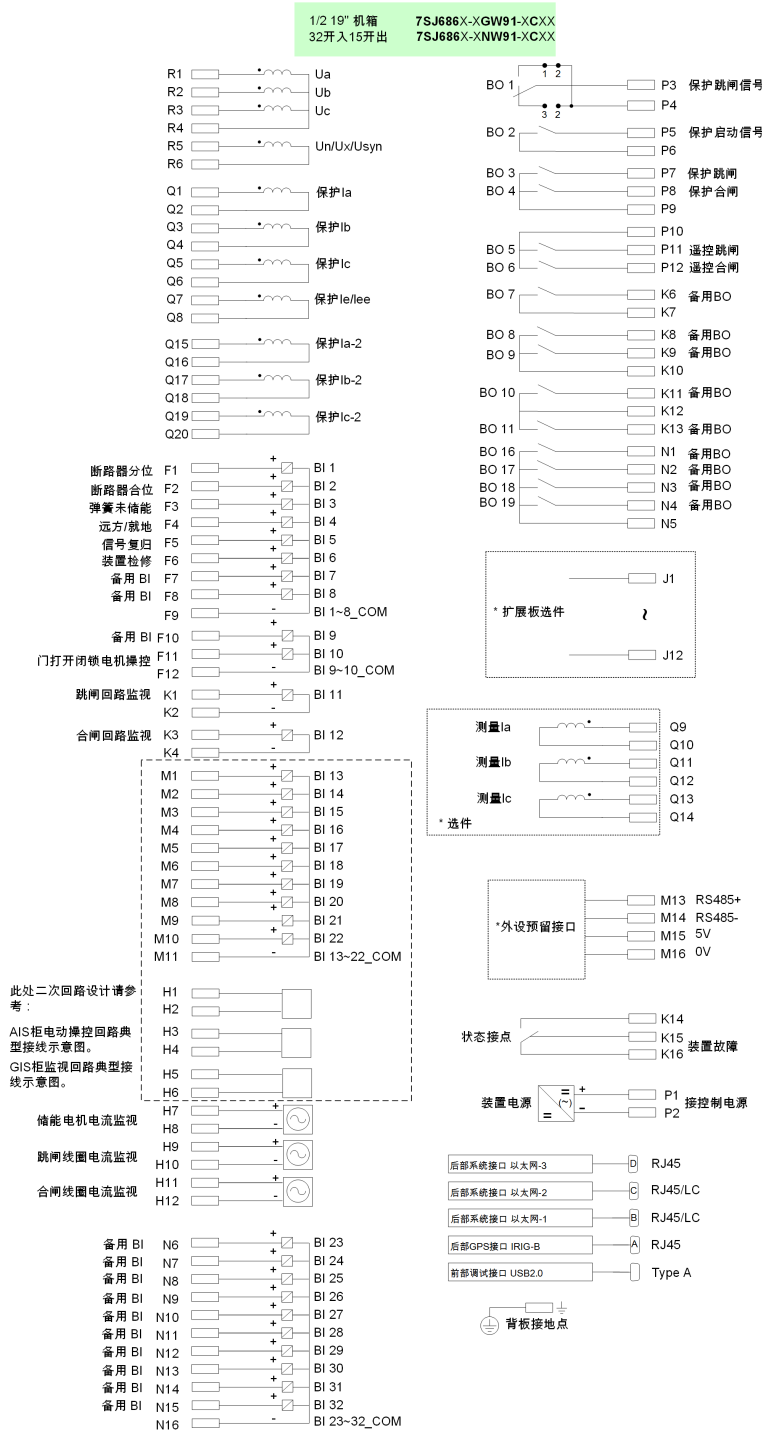 1/2 19" 机箱 7SJ686X-XGW91-XCXX
32开入15开出 7SJ686X-XNW91-XCXX
R1 Ua
R2 Ub
R3 Uc
R4
R5 Un/Ux/Usyn
R6
Q1 保护Ia
Q2
Q3 保护Ib
Q4
Q5 保护Ic
Q6
Q7 保护Ie/Iee
Q8
Q15 保护Ia-2
Q16
Q17 保护Ib-2
Q18
Q19 保护Ic-2
Q20
断路器分位 F1 + BI 1
断路器合位 F2 + BI 2
弹簧未储能 F3 + BI 3
远方/就地 F4 + BI 4
信号复归 F5 + BI 5
装置检修 F6 + BI 6
备用 BI F7 + BI 7
备用 BI F8 + BI 8
F9 - BI 1~8_COM
备用 BI F10 + BI 9
门打开闭锁电机操控 F11 + BI 10
F12 - BI 9~10_COM
跳闸回路监视 K1 + BI 11
K2 -
合闸回路监视 K3 + BI 12
K4 -
M1 + BI 13
M2 + BI 14
M3 + BI 15
M4 + BI 16
M5 + BI 17
M6 + BI 18
M7 + BI 19
M8 + BI 20
M9 + BI 21
M10 + BI 22
M11 - BI 13~22_COM
此处二次回路设计请参
考：
AIS柜电动操控回路典
型接线示意图。
GIS柜监视回路典型接
线示意图。
H1
H2
H3
H4
H5
H6
储能电机电流监视 H7 +
H8 -
跳闸线圈电流监视 H9 +
H10 -
合闸线圈电流监视 H11 +
H12 -
备用 BI N6 + BI 23
备用 BI N7 + BI 24
备用 BI N8 + BI 25
备用 BI N9 + BI 26
备用 BI N10 + BI 27
备用 BI N11 + BI 28
备用 BI N12 + BI 29
备用 BI N13 + BI 30
备用 BI N14 + BI 31
备用 BI N15 + BI 32
N16 - BI 23~32_COM
1 2
BO 1 P3 保护跳闸信号
3 2 P4
BO 2 P5 保护启动信号
P6
BO 3 P7 保护跳闸
BO 4 P8 保护合闸
P9
P10
BO 5 P11 遥控跳闸
BO 6 P12 遥控合闸
BO 7 K6 备用BO
K7
BO 8 K8 备用BO
BO 9 K9 备用BO
K10
BO 10 K11 备用BO
K12
BO 11 K13 备用BO
BO 16 N1 备用BO
BO 17 N2 备用BO
BO 18 N3 备用BO
BO 19 N4 备用BO
N5
J1
* 扩展板选件 ~
J12
测量Ia Q9
Q10
测量Ib Q11
Q12
测量Ic Q13
* 选件 Q14
*外设预留接口
M13 RS485+
M14 RS485-
M15 5V
M16 0V
K14
状态接点 K15 装置故障
K16
装置电源 = (~) = + P1 接控制电源
- P2
后部系统接口 以太网-3 D RJ45
后部系统接口 以太网-2 C RJ45/LC
后部系统接口 以太网-1 B RJ45/LC
后部GPS接口 IRIG-B A RJ45
前部调试接口 USB2.0 Type A
背板接地点